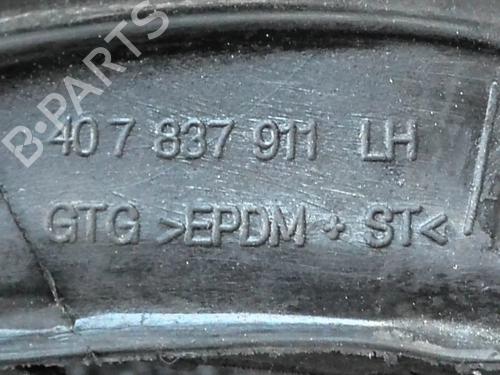 B-PARTS
407 837 911 LH
GTG >EPDM + ST<